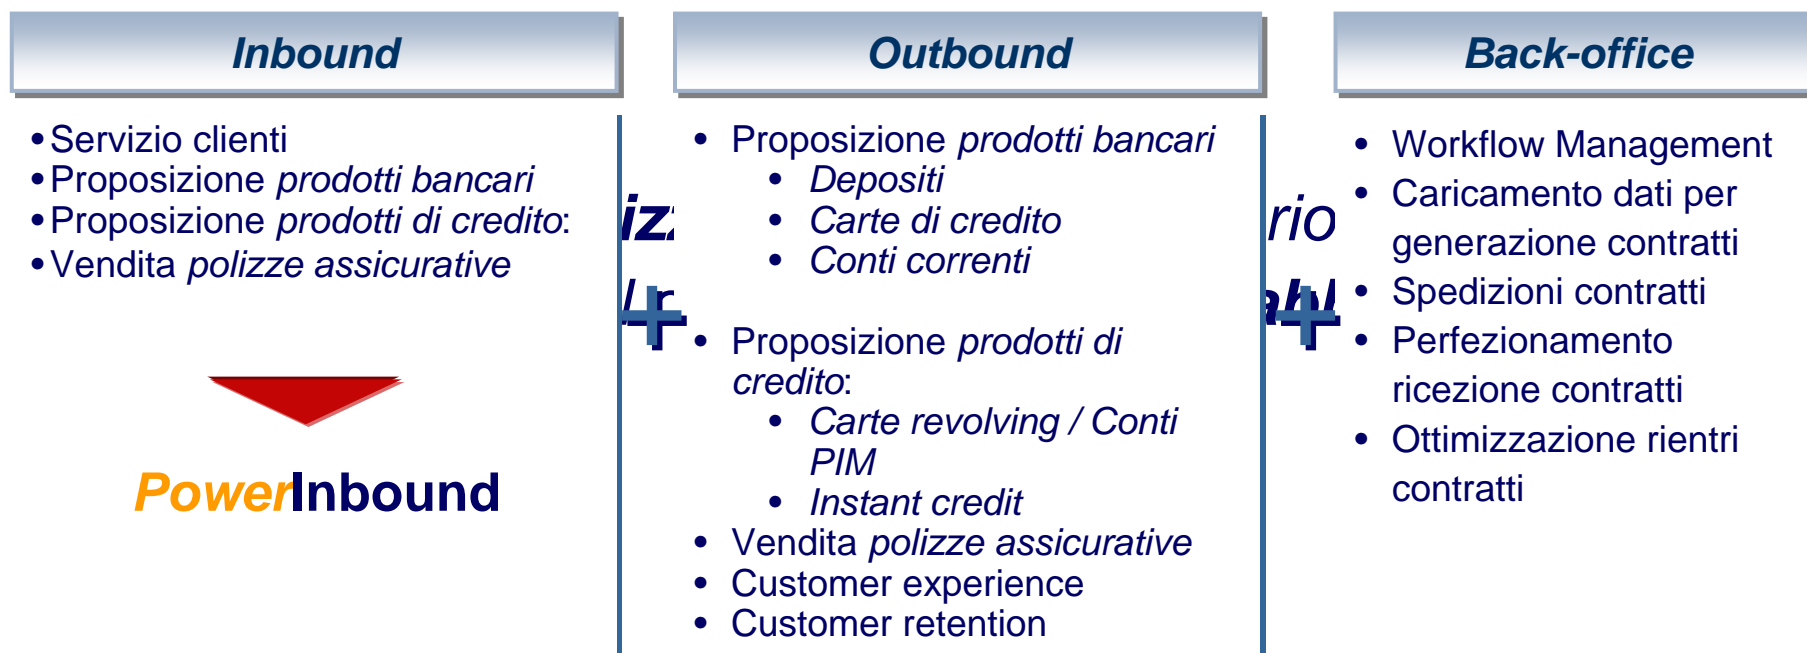 Inbound
• Servizio clienti
• Proposizione prodotti bancari
• Proposizione prodotti di credito:
• Vendita polizze assicurative
PowerInbound
Outbound
• Proposizione prodotti bancari
• Depositi
• Carte di credito
• Conti correnti
• Proposizione prodotti di
credito:
• Carte revolving / Conti
PIM
• Instant credit
• Vendita polizze assicurative
• Customer experience
• Customer retention
Back-office
• Workflow Management
• Caricamento dati per
generazione contratti
• Spedizioni contratti
• Perfezionamento
ricezione contratti
• Ottimizzazione rientri
contratti